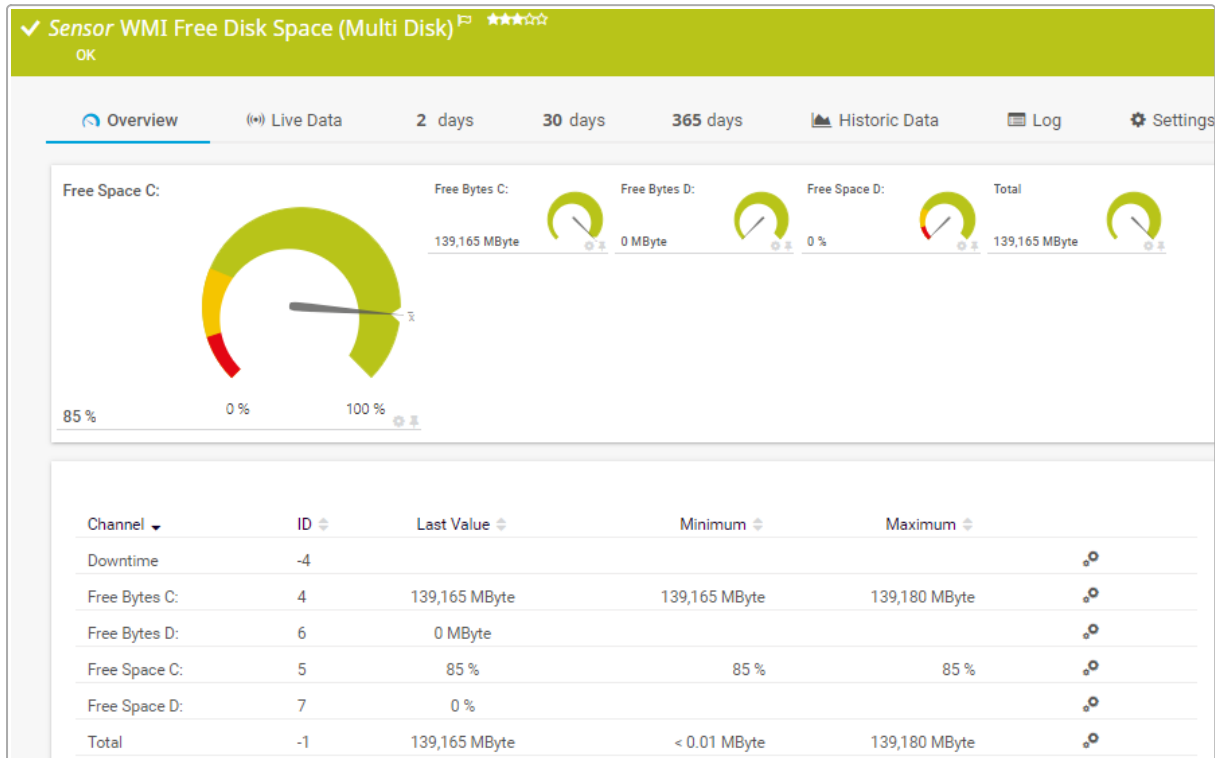 Sensor WMI Free Disk Space (Multi Disk)
OK
Overview Live Data 2 days 30 days 365 days Historic Data Log Settings
Free Space C:
85 %
0 %
100 %
x
Free Bytes C:
139,165 MByte
Free Bytes D:
0 MByte
Free Space D:
0 %
Total
139,165 MByte
Channel ID Last Value Minimum Maximum
Downtime -4
Free Bytes C: 4 139,165 MByte 139,165 MByte 139,180 MByte
Free Bytes D: 6 0 MByte
Free Space C: 5 85 % 85 % 85 %
Free Space D: 7 0 %
Total -1 139,165 MByte < 0.01 MByte 139,180 MByte